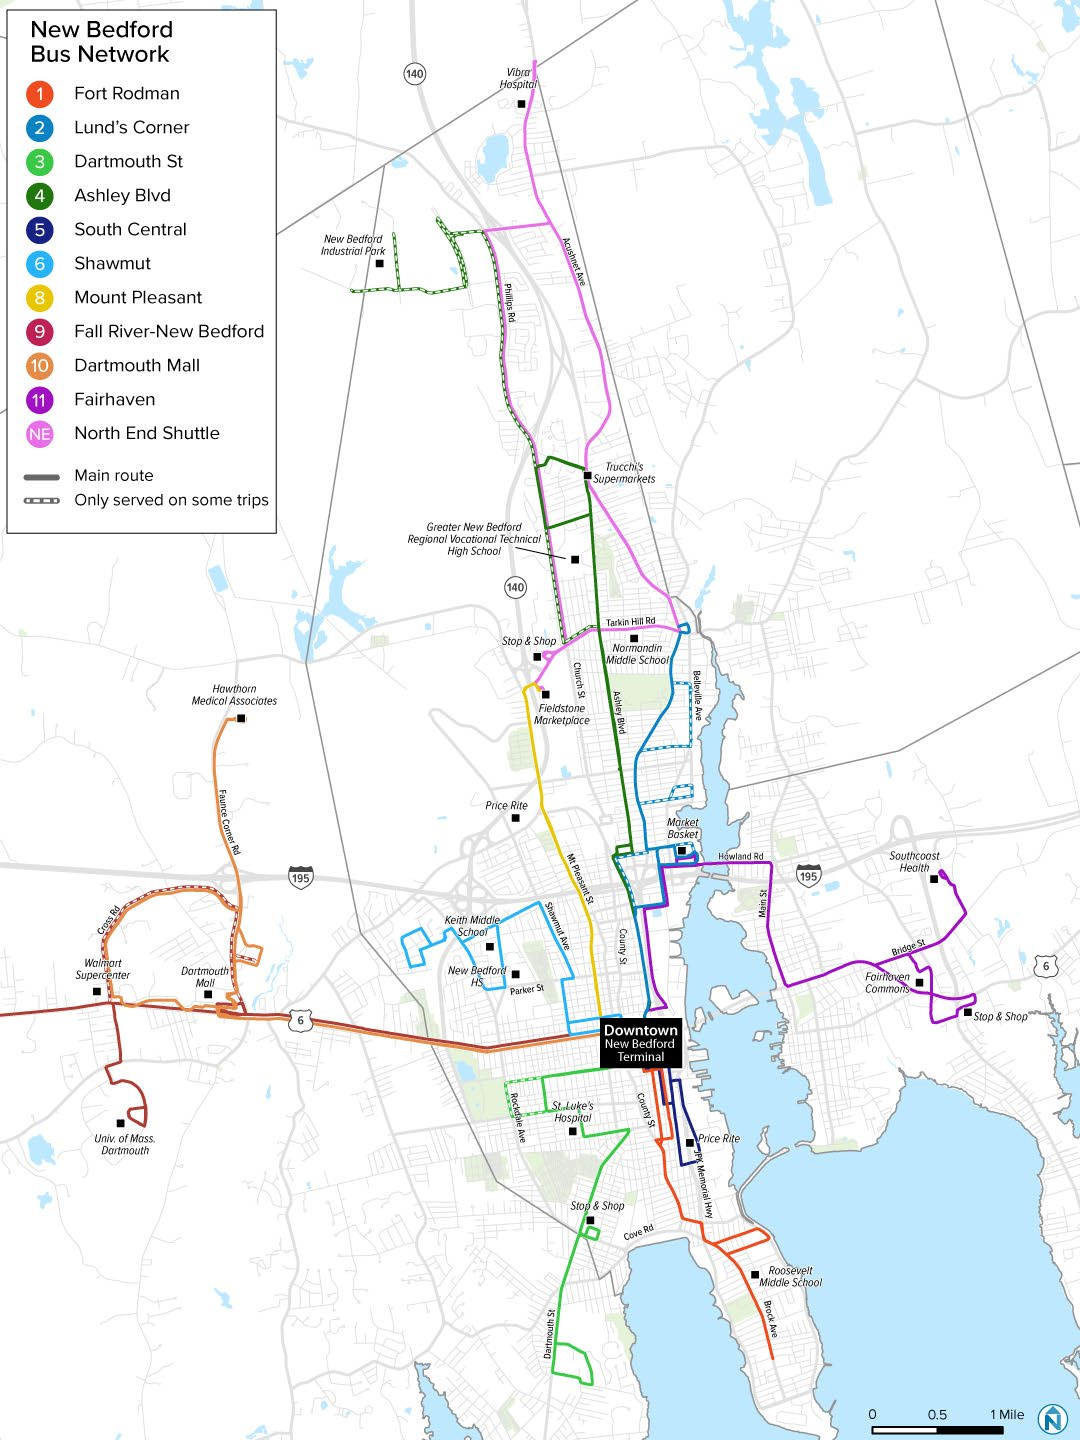 New Bedford
Bus Network
1 Fort Rodman
2 Lund's Corner
3 Dartmouth St
4 Ashley Blvd
5 South Central
6 Shawmut
8 Mount Pleasant
9 Fall River-New Bedford
10 Dartmouth Mall
11 Fairhaven
NE North End Shuttle
Main route
Only served on some trips
140
Vibra
Hospital
New Bedford
Industrial Park
Acushnet Ave
Phillips Rd
Trucchi's
Supermarkets
Greater New Bedford
Regional Vocational Technical
High School
140
Tarkin Hill Rd
Stop & Shop
Normandin
Middle School
Church St
Belleville Ave
Ashley Blvd
Hawthorn
Medical Associates
Fieldstone
Marketplace
Faunce Corner Rd
Price Rite
Market
Basket
Howland Rd
Mt Pleasant St
195
195
Southcoast
Health
Main St
Cross Rd
Shawmut Ave
Keith Middle
School
County St
Bridge St
6
Walmart
Supercenter
Dartmouth
Mall
New Bedford
HS
Parker St
Fairhaven
Commons
Stop & Shop
6
Downtown
New Bedford
Terminal
Rockdale Ave
St. Luke's
Hospital
County St
Univ. of Mass.
Dartmouth
Price Rite
JFK Memorial Hwy
Stop & Shop
Cove Rd
Roosevelt
Middle School
Brock Ave
Dartmouth St
0 0.5 1 Mile
N